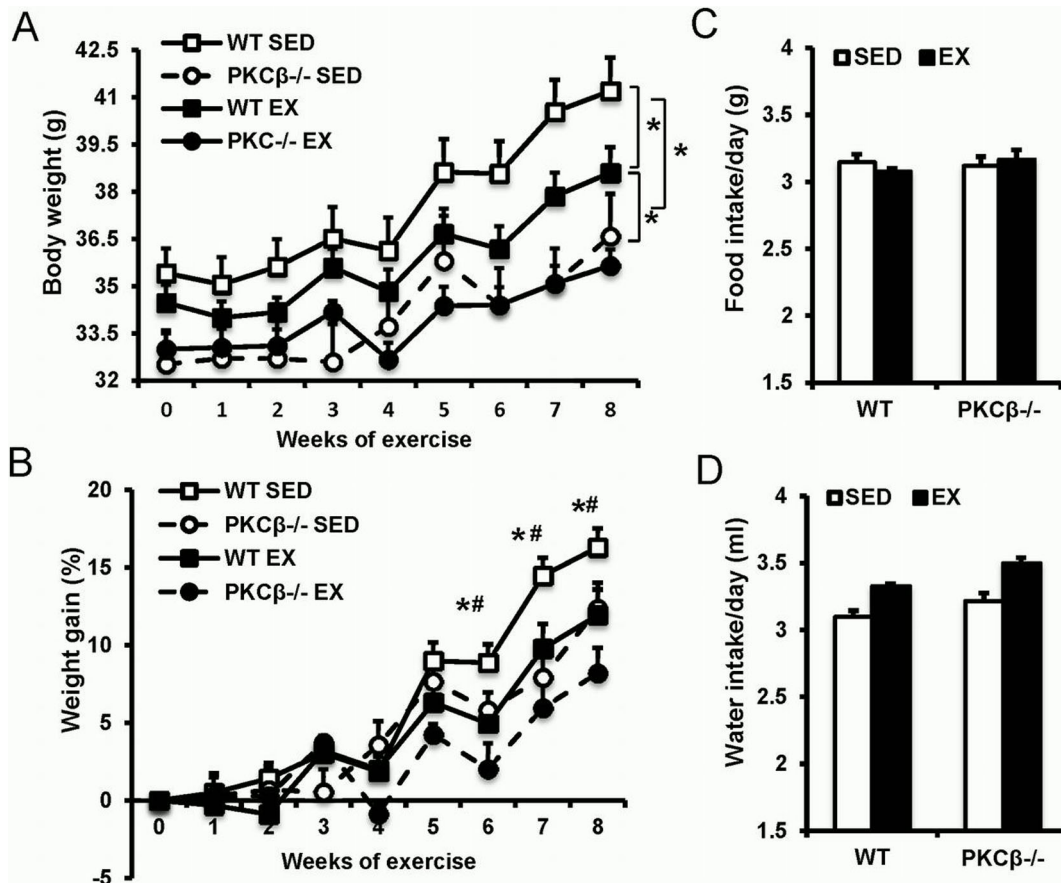 A
WT SED
PKCβ-/- SED
WT EX
PKC-/- EX
Body weight (g)
42.5
41
39.5
38
36.5
35
33.5
32
0 1 2 3 4 5 6 7 8
Weeks of exercise
*
*
*
B
WT SED
PKCβ-/- SED
WT EX
PKCβ-/- EX
Weight gain (%)
20
15
10
5
0
-5
*#
*#
*#
0 1 2 3 4 5 6 7 8
Weeks of exercise
C
SED EX
Food intake/day (g)
4
3.5
3
2.5
2
1.5
WT PKCβ-/-
D
SED EX
Water intake/day (ml)
4
3.5
3
2.5
2
1.5
WT PKCβ-/-